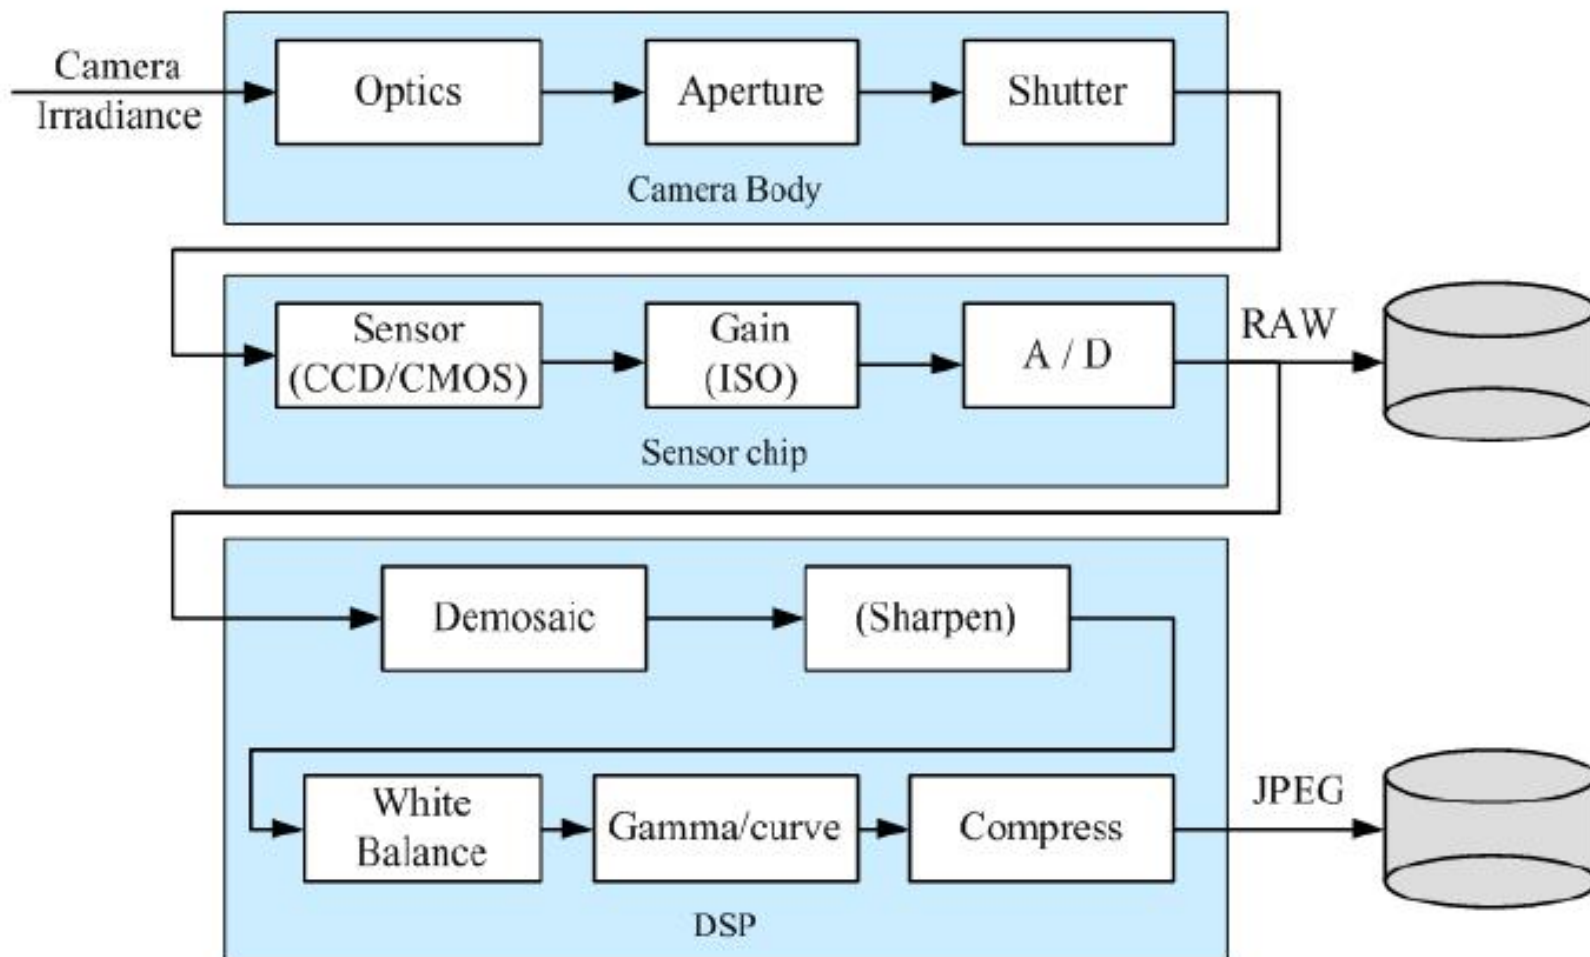 Camera
Irradiance
Optics
Aperture
Shutter
Camera Body
Sensor
(CCD/CMOS)
Gain
(ISO)
A / D
RAW
Sensor chip
Demosaic
(Sharpen)
White
Balance
Gamma/curve
Compress
JPEG
DSP